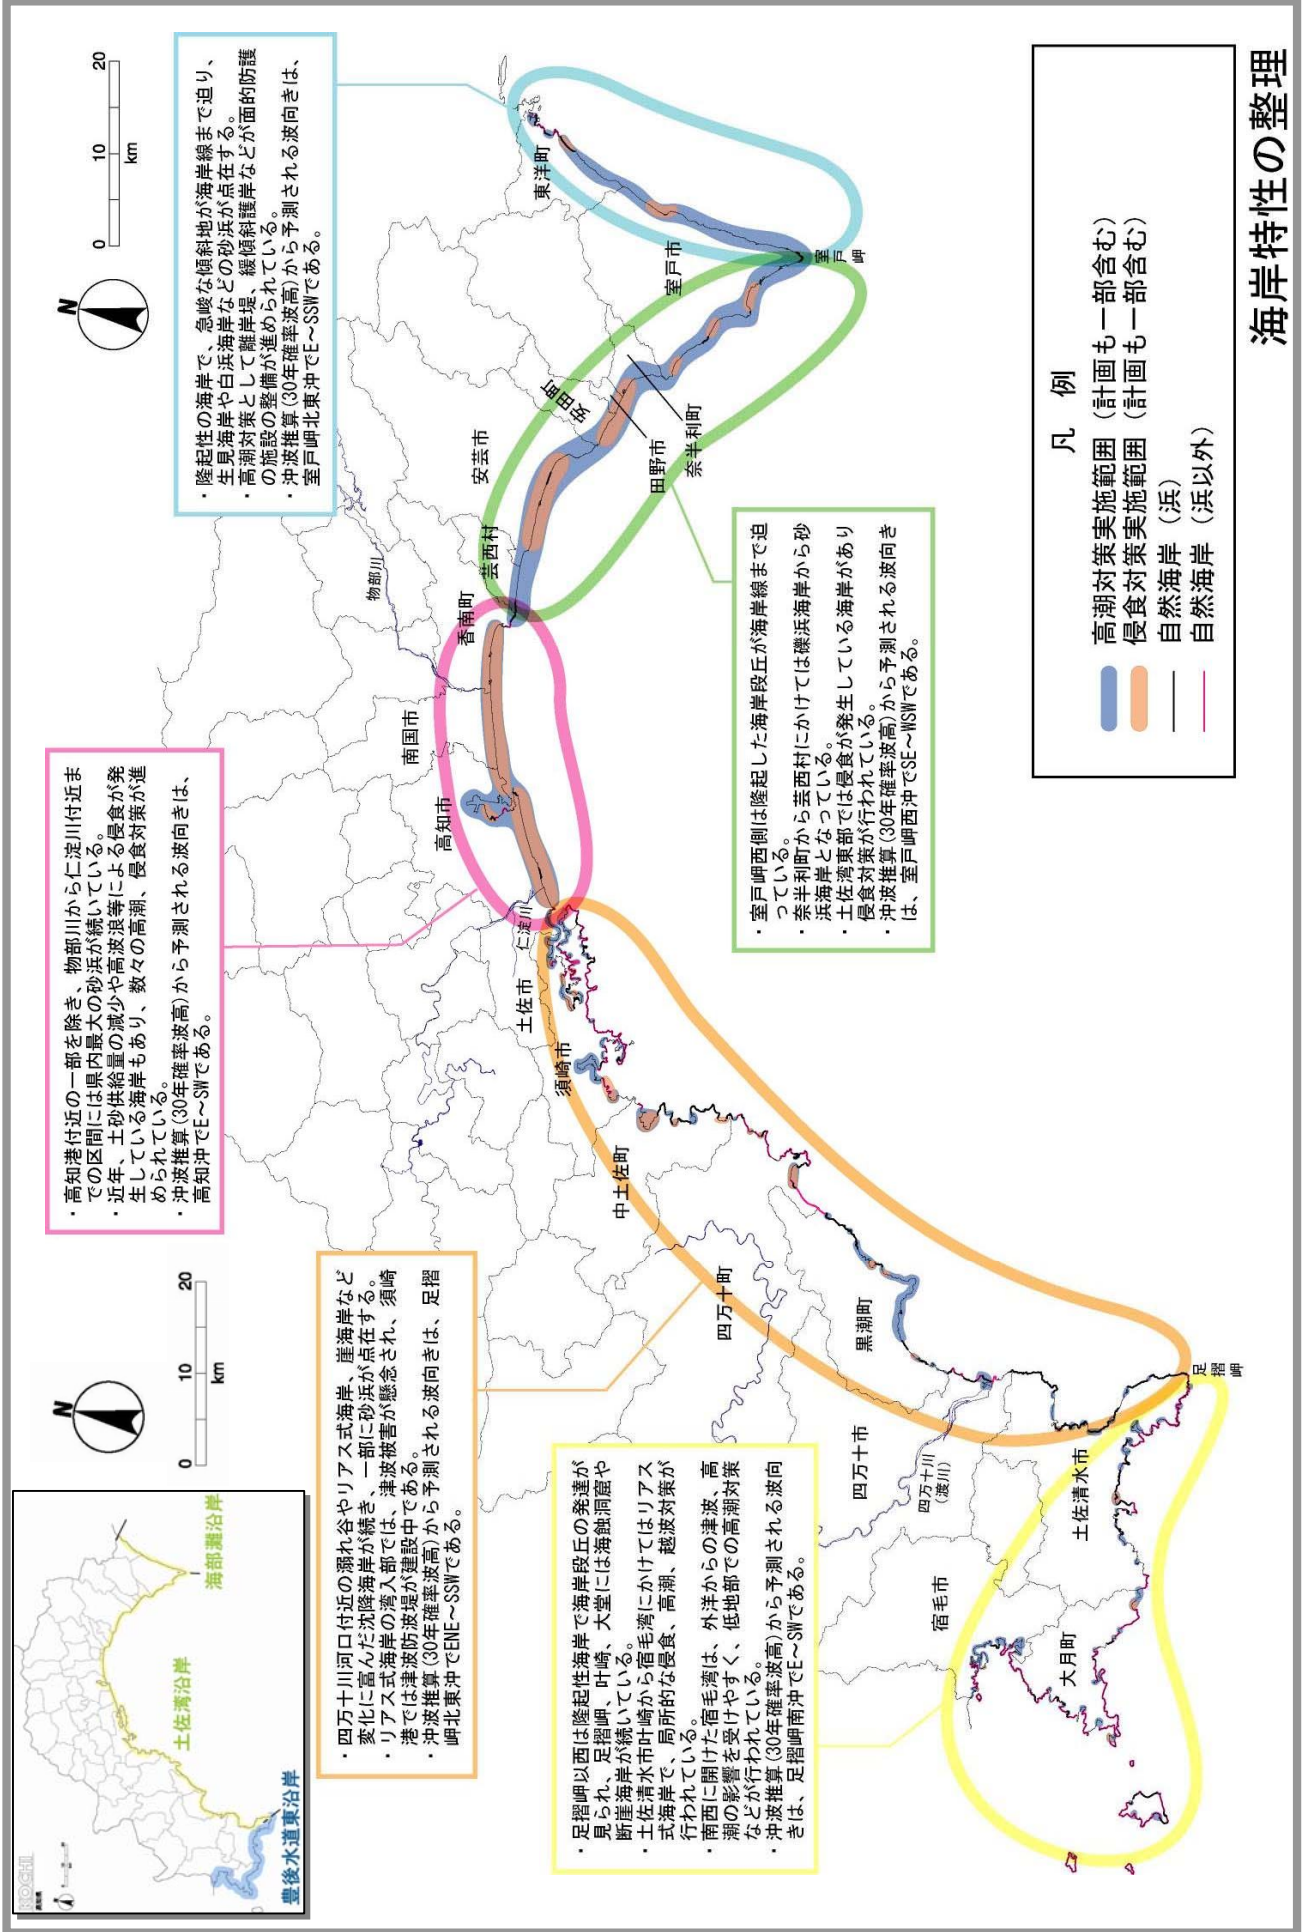 海岸特性の整理
KOCHI
高知県
海部灘沿岸
土佐湾沿岸
豊後水道東沿岸
N
0 10 20
km
N
0 10 20
km
・四万十川河口付近の溺れ谷やリアス式海岸、崖海岸など
変化に富んだ沈降海岸が続き、一部に砂浜が点在する。
・リアス式海岸の湾入部では、津波被害が懸念され、須崎
港では津波防波堤が建設中である。
・沖波推算(30年確率波高)から予測される波向きは、足摺
岬北東沖でENE～SSWである。
・高知港付近の一部を除き、物部川から仁淀川付近ま
での区間には県内最大の砂浜が続いている。
・近年、土砂供給量の減少や高波浪等による侵食が発
生している海岸もあり、数々の高潮、侵食対策が進
められている。
・沖波推算(30年確率波高)から予測される波向きは、
高知沖でE～SWである。
・隆起性の海岸で、急峻な傾斜地が海岸線まで迫り、
生見海岸や白浜海岸などの砂浜が点在する。
・高潮対策として離岸堤、緩傾斜護岸などが面的防護
の施設の整備が進められている。
・沖波推算(30年確率波高)から予測される波向きは、
室戸岬北東沖でE～SSWである。
・足摺岬以西は隆起性海岸で海岸段丘の発達が
見られ、足摺岬、叶崎、大堂には海蝕洞窟や
断崖海岸が続いている。
・土佐清水市叶崎から宿毛湾にかけてはリアス
式海岸で、局所的な侵食、高潮、越波対策が
行われている。
・南西に開けた宿毛湾は、外洋からの津波、高
潮の影響を受けやすく、低地部での高潮対策
などが行われている。
・沖波推算(30年確率波高)から予測される波向
きは、足摺岬南沖でE～SWである。
・室戸岬西側は隆起した海岸段丘が海岸線まで迫
っている。
・奈半利町から芸西村にかけては礫浜海岸から砂
浜海岸となっている。
・土佐湾東部では侵食が発生している海岸があり
侵食対策が行われている。
・沖波推算(30年確率波高)から予測される波向き
は、室戸岬西沖でSE～WSWである。
東洋町
室戸市
室戸岬
安田町
奈半利町
田野市
安芸市
芸西村
物部川
香南町
南国市
高知市
仁淀川
土佐市
須崎市
中土佐町
四万十町
黒潮町
四万十市
四万十川
(渡川)
足摺岬
土佐清水市
宿毛市
大月町
凡 例
高潮対策実施範囲（計画も一部含む）
侵食対策実施範囲（計画も一部含む）
自然海岸（浜）
自然海岸（浜以外）